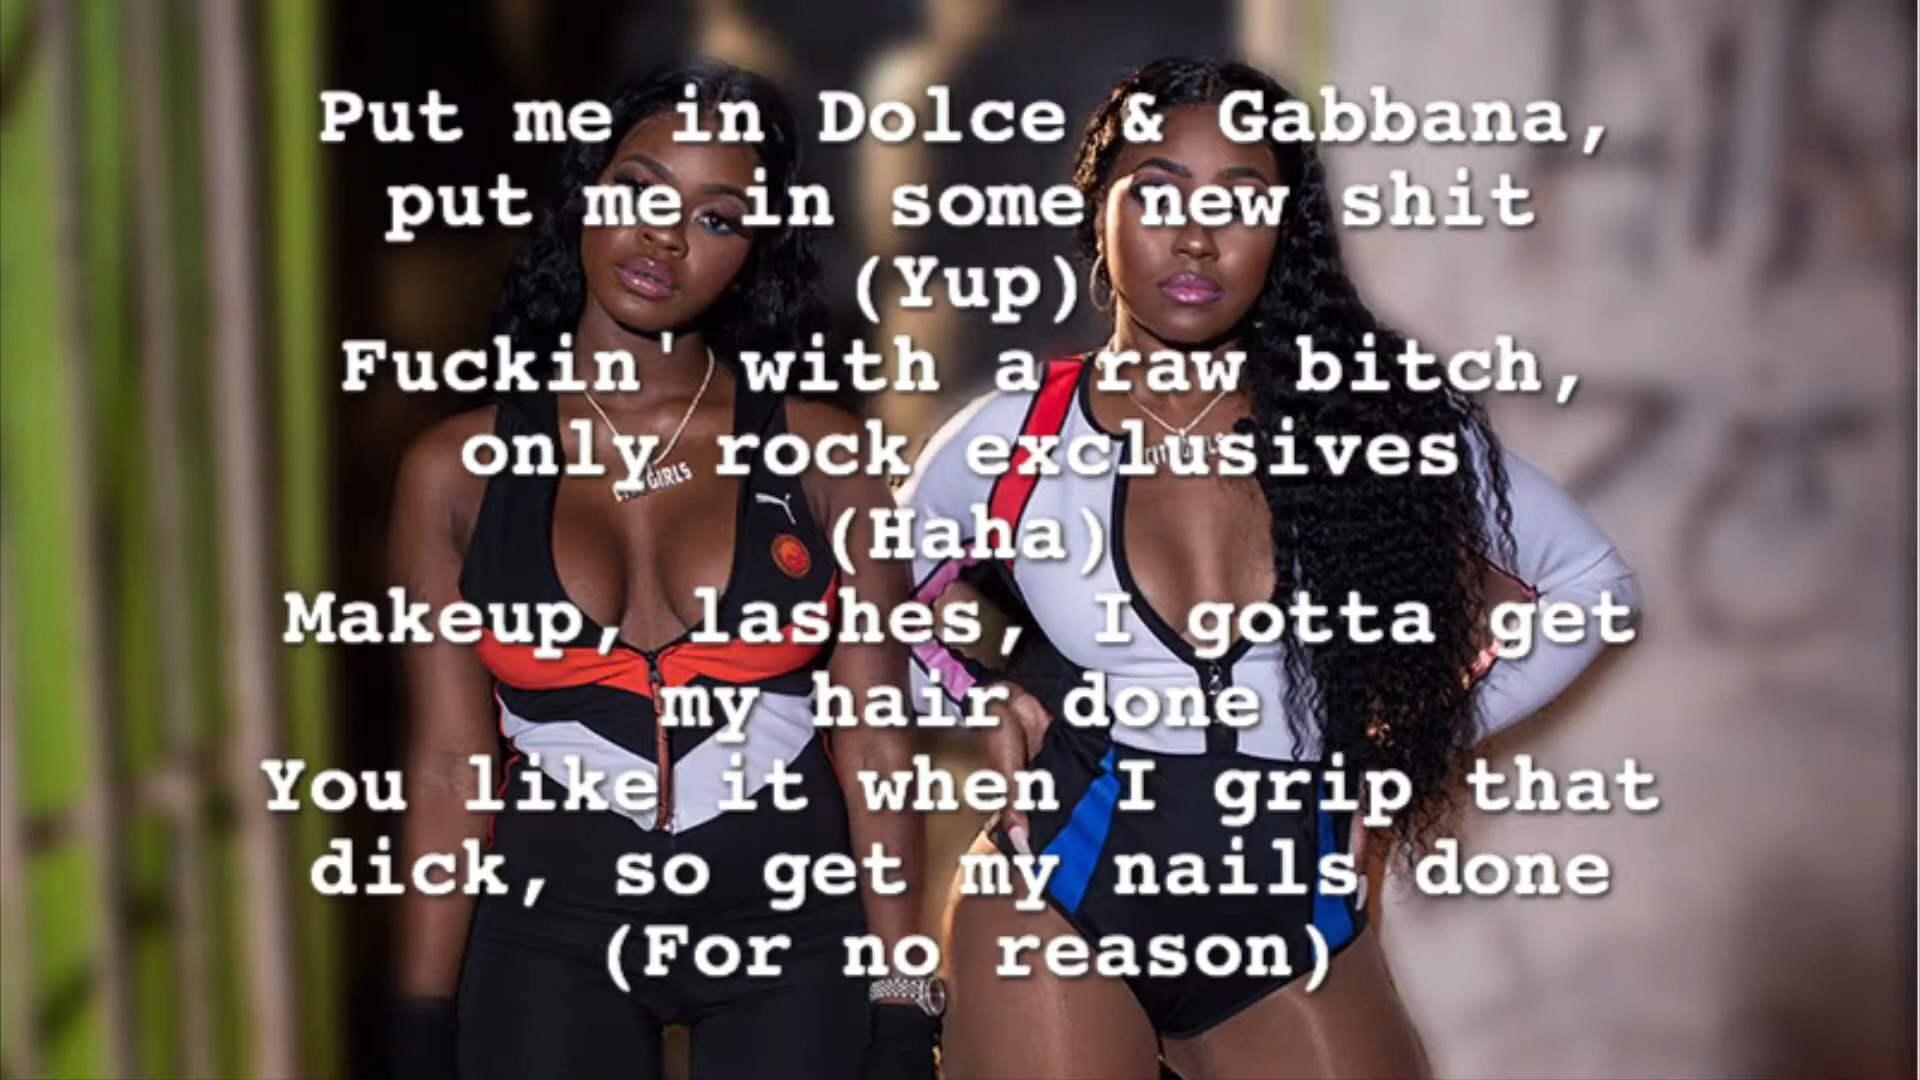 Put me in Dolce & Gabbana,
put me in some new shit
(Yup)
Fuckin' with a raw bitch,
only rock exclusives
(Haha)
Makeup, lashes, I gotta get
my hair done
You like it when I grip that
dick, so get my nails done
(For no reason)
GIRLS